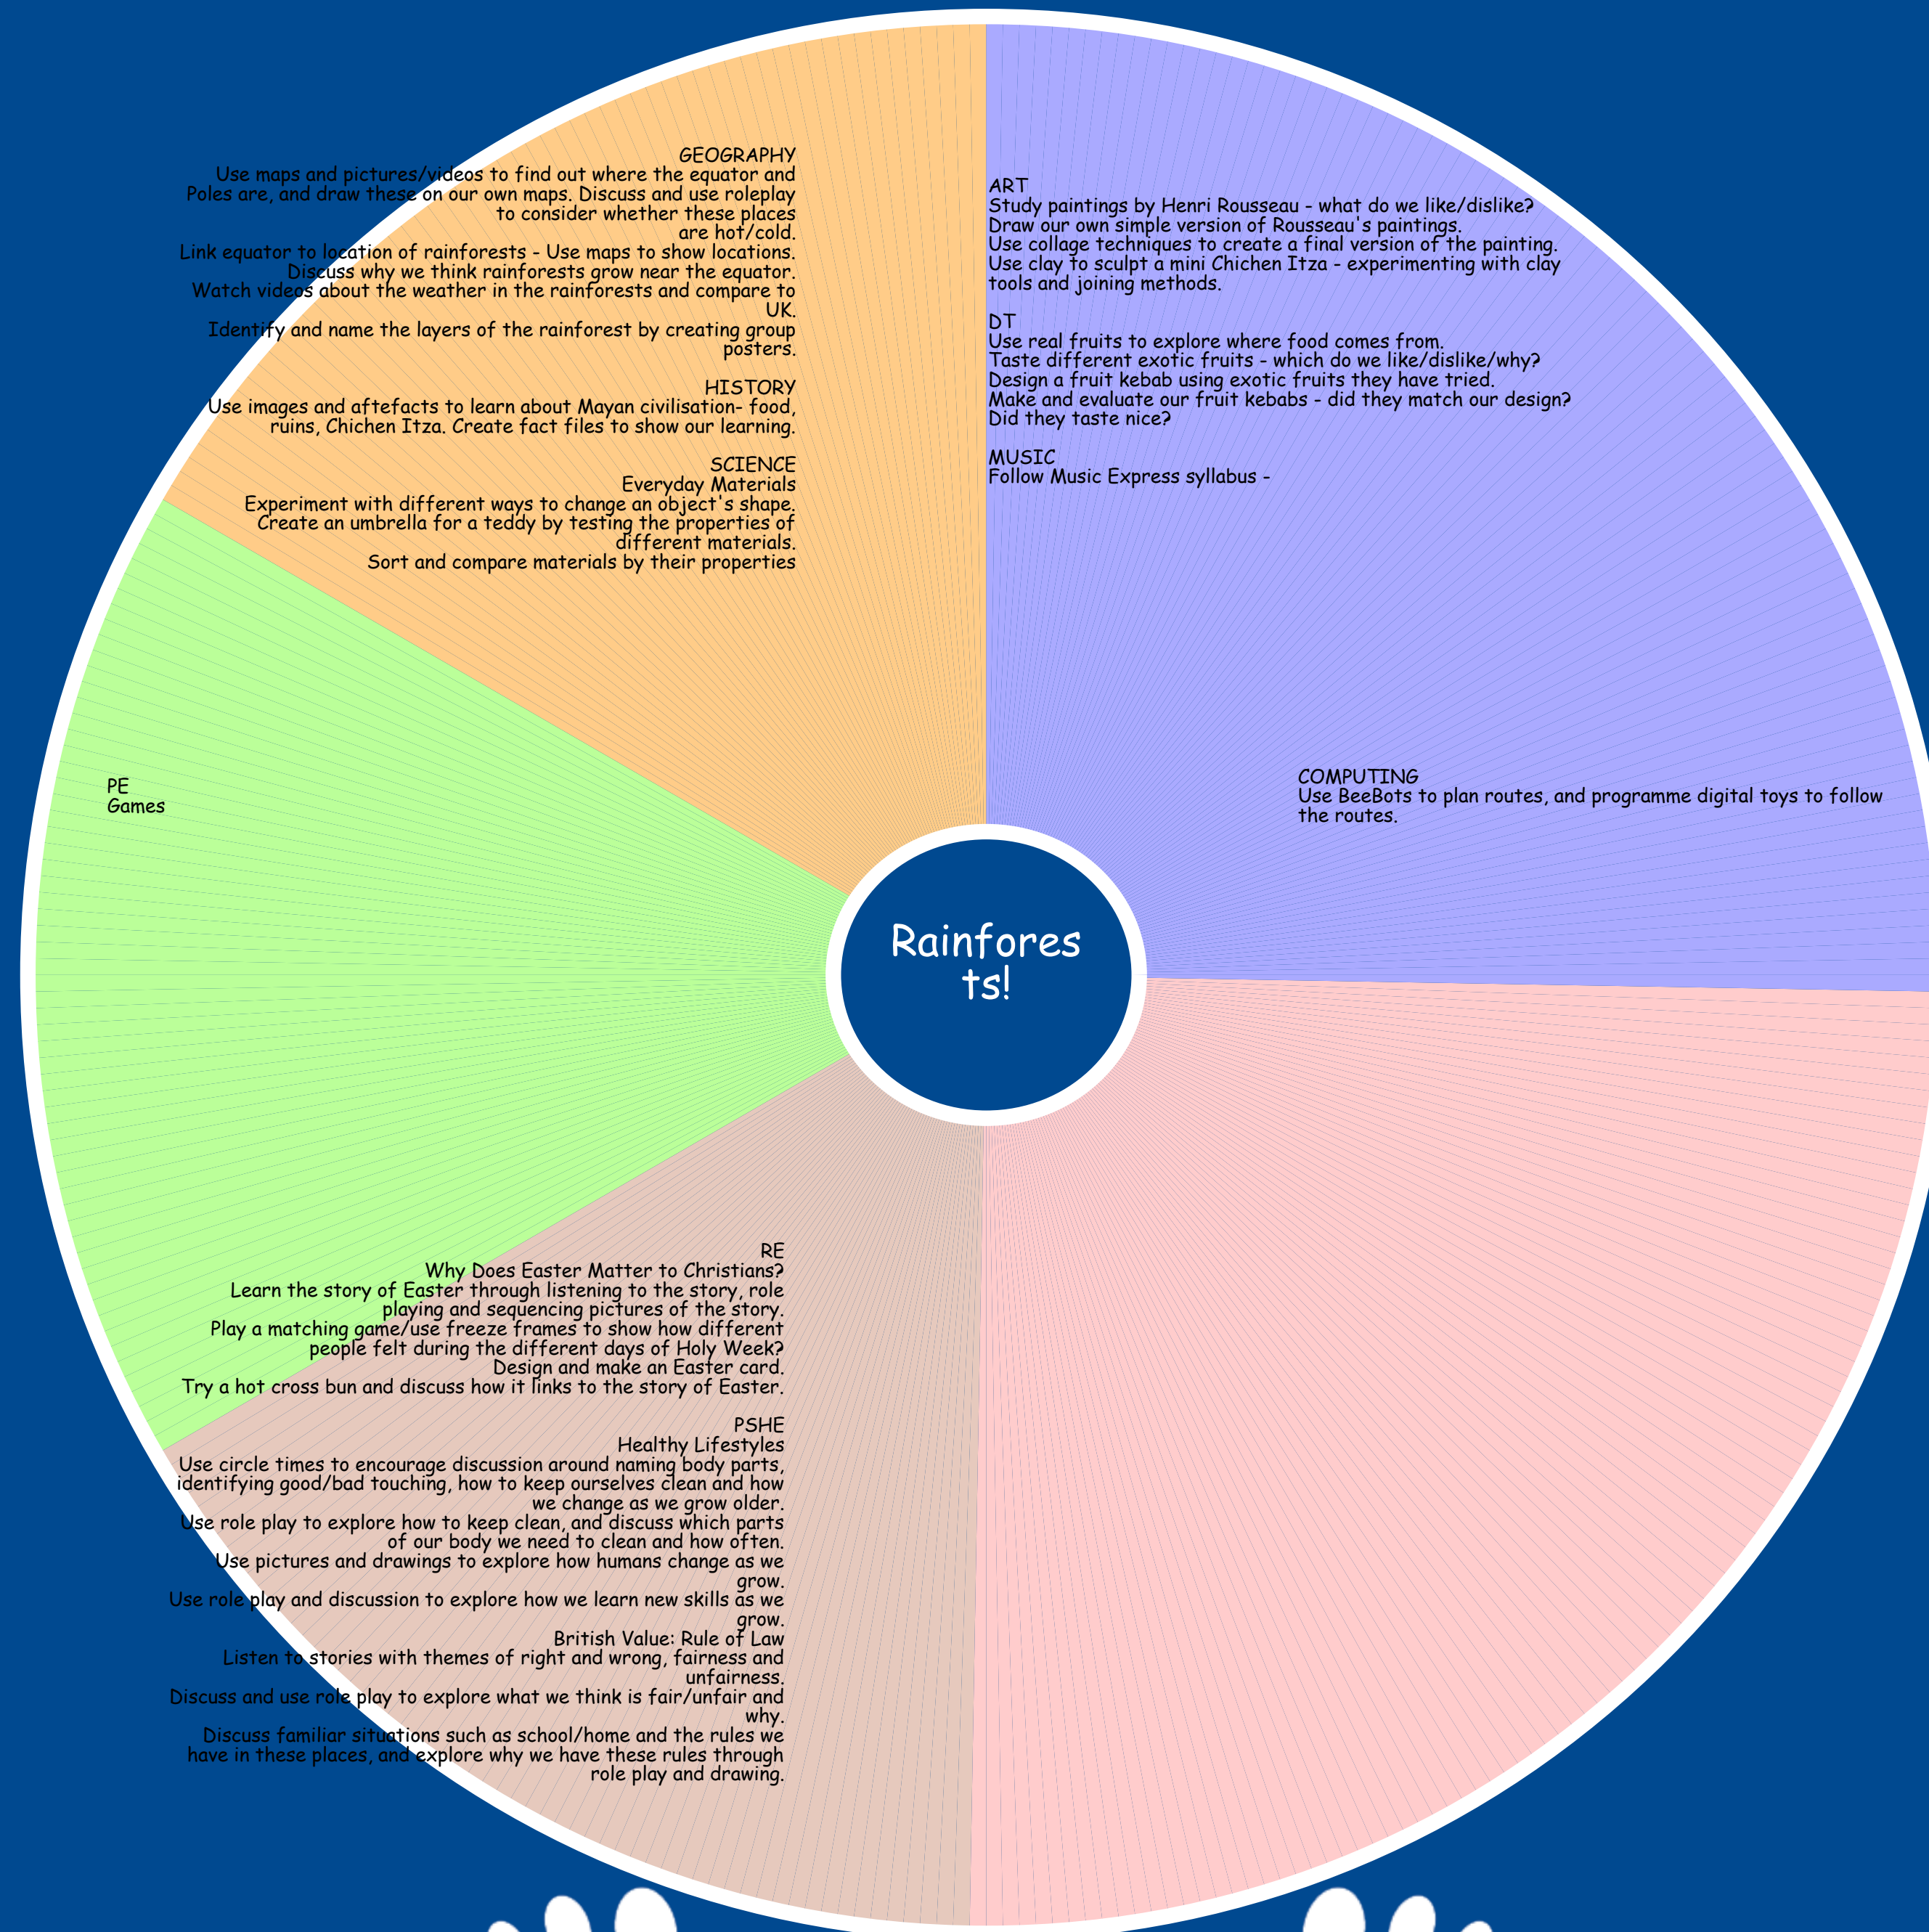 GEOGRAPHY
Use maps and pictures/videos to find out where the equator and
Poles are, and draw these on our own maps. Discuss and use roleplay
to consider whether these places
are hot/cold.
Link equator to location of rainforests - Use maps to show locations.
Discuss why we think rainforests grow near the equator.
Watch videos about the weather in the rainforests and compare to
UK.
Identify and name the layers of the rainforest by creating group
posters.
HISTORY
Use images and aftefacts to learn about Mayan civilisation- food,
ruins, Chichen Itza. Create fact files to show our learning.
SCIENCE
Everyday Materials
Experiment with different ways to change an object's shape.
Create an umbrella for a teddy by testing the properties of
different materials.
Sort and compare materials by their properties
ART
Study paintings by Henri Rousseau - what do we like/dislike?
Draw our own simple version of Rousseau's paintings.
Use collage techniques to create a final version of the painting.
Use clay to sculpt a mini Chichen Itza - experimenting with clay
tools and joining methods.
DT
Use real fruits to explore where food comes from.
Taste different exotic fruits - which do we like/dislike/why?
Design a fruit kebab using exotic fruits they have tried.
Make and evaluate our fruit kebabs - did they match our design?
Did they taste nice?
MUSIC
Follow Music Express syllabus -
PE
Games
COMPUTING
Use BeeBots to plan routes, and programme digital toys to follow
the routes.
Rainfores
ts!
RE
Why Does Easter Matter to Christians?
Learn the story of Easter through listening to the story, role
playing and sequencing pictures of the story.
Play a matching game/use freeze frames to show how different
people felt during the different days of Holy Week?
Design and make an Easter card.
Try a hot cross bun and discuss how it links to the story of Easter.
PSHE
Healthy Lifestyles
Use circle times to encourage discussion around naming body parts,
identifying good/bad touching, how to keep ourselves clean and how
we change as we grow older.
Use role play to explore how to keep clean, and discuss which parts
of our body we need to clean and how often.
Use pictures and drawings to explore how humans change as we
grow.
Use role play and discussion to explore how we learn new skills as we
grow.
British Value: Rule of Law
Listen to stories with themes of right and wrong, fairness and
unfairness.
Discuss and use role play to explore what we think is fair/unfair and
why.
Discuss familiar situations such as school/home and the rules we
have in these places, and explore why we have these rules through
role play and drawing.